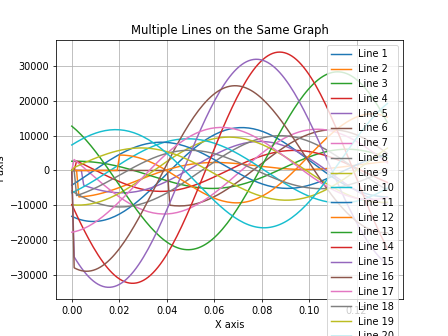 Multiple Lines on the Same Graph
30000
20000
10000
0
−10000
−20000
−30000
0.00
0.02
0.04
0.06
0.08
0.10
X axis
Line 1
Line 2
Line 3
Line 4
Line 5
Line 6
Line 7
Line 8
Line 9
Line 10
Line 11
Line 12
Line 13
Line 14
Line 15
Line 16
Line 17
Line 18
Line 19
Line 20